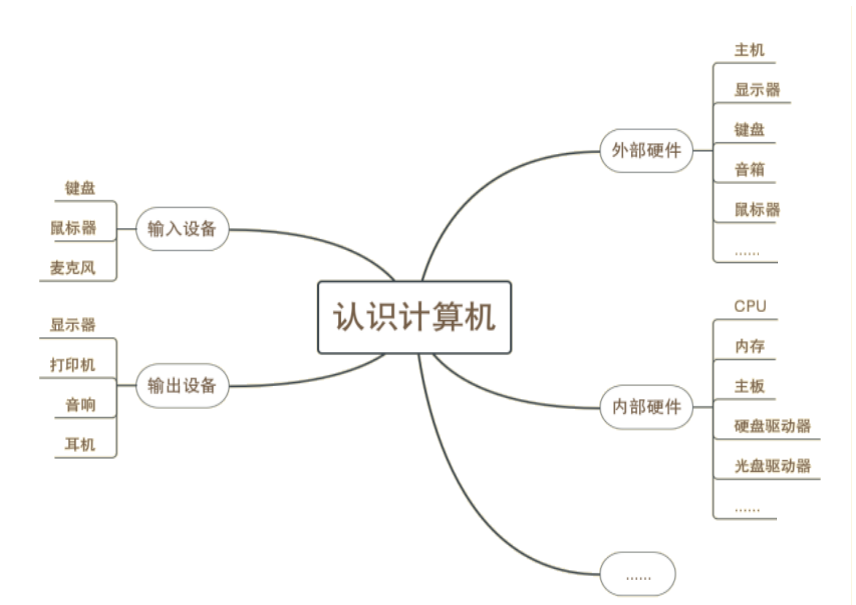 认识计算机
外部硬件
主机
显示器
键盘
音箱
鼠标器
......
内部硬件
CPU
内存
主板
硬盘驱动器
光盘驱动器
......
......
输入设备
键盘
鼠标器
麦克风
输出设备
显示器
打印机
音响
耳机